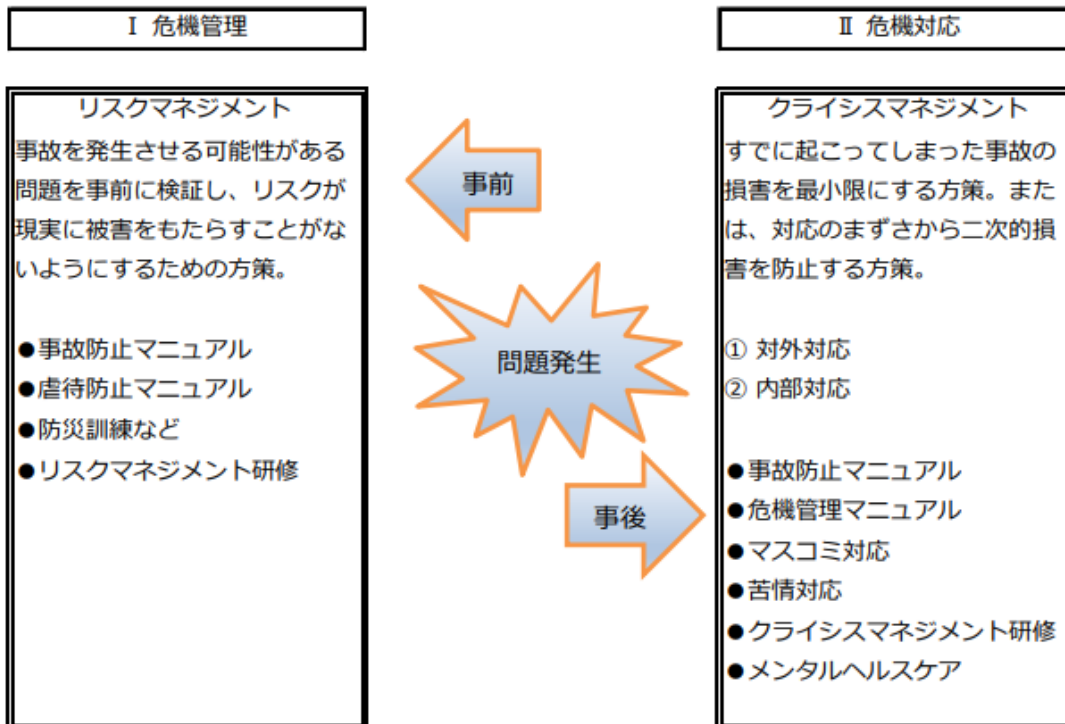 Ⅰ 危機管理
リスクマネジメント
事故を発生させる可能性がある
問題を事前に検証し、リスクが
現実に被害をもたらすことがな
いようにするための方策。
●事故防止マニュアル
●虐待防止マニュアル
●防災訓練など
●リスクマネジメント研修
事前
問題発生
事後
Ⅱ 危機対応
クライシスマネジメント
すでに起こってしまった事故の
損害を最小限にする方策。また
は、対応のまずさから二次的損
害を防止する方策。
① 対外対応
② 内部対応
●事故防止マニュアル
●危機管理マニュアル
●マスコミ対応
●苦情対応
●クライシスマネジメント研修
●メンタルヘルスケア